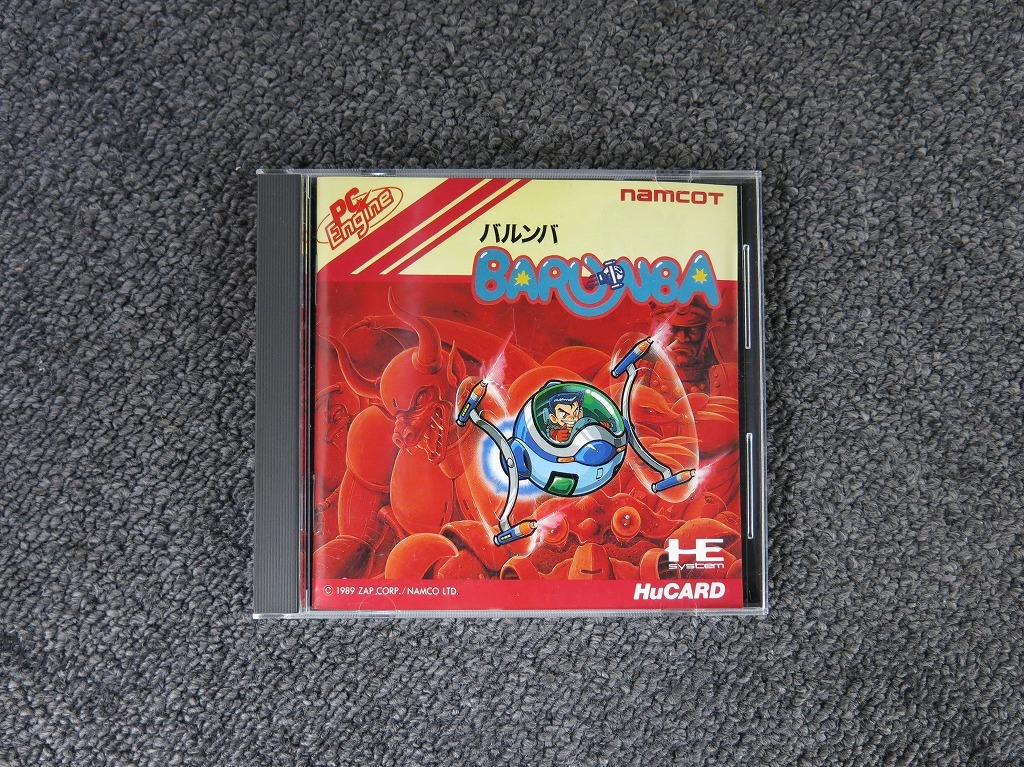 PC Engine
namcoT
バルンバ
BARUNBA
HE system
HuCARD
© 1989 ZAP.CORP./NAMCO LTD.